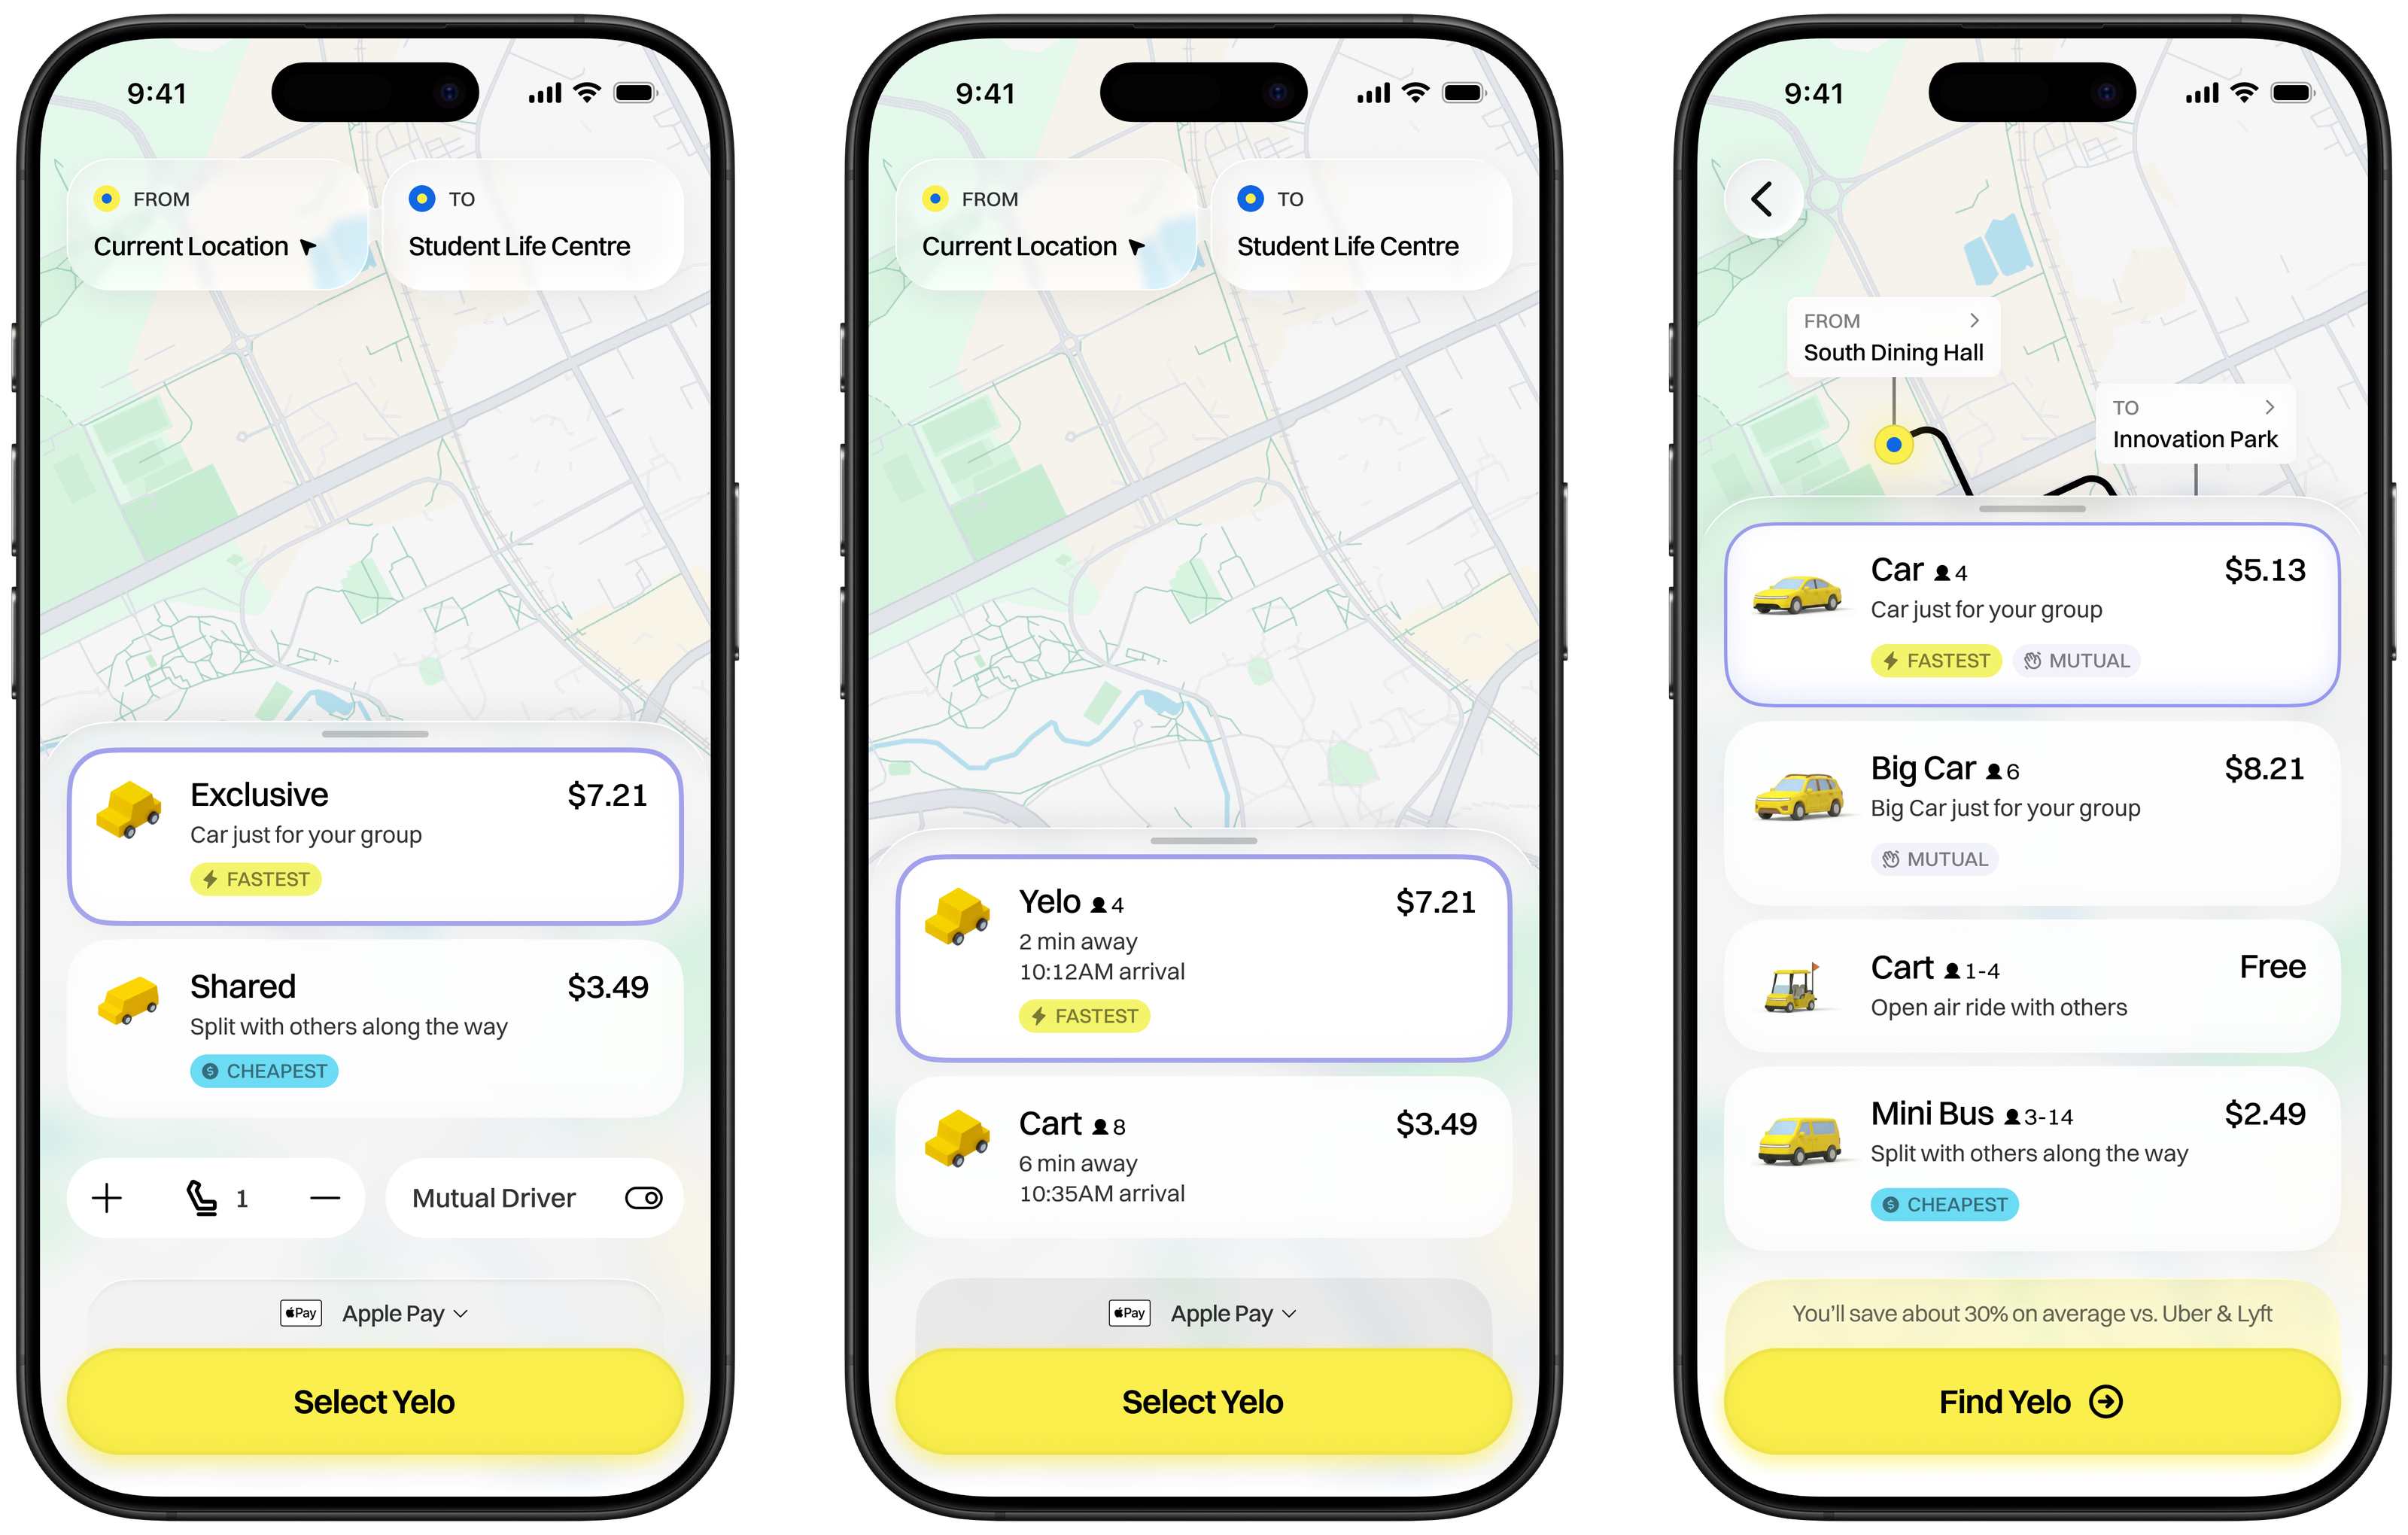 9:41
FROM
Current Location
TO
Student Life Centre
Exclusive
$7.21
Car just for your group
FASTEST
Shared
$3.49
Split with others along the way
$ CHEAPEST
1
Mutual Driver
Pay Apple Pay
Select Yelo
9:41
FROM
Current Location
TO
Student Life Centre
Yelo 4
$7.21
2 min away
10:12AM arrival
FASTEST
Cart 8
$3.49
6 min away
10:35AM arrival
Pay Apple Pay
Select Yelo
9:41
FROM
South Dining Hall
TO
Innovation Park
Car 4
$5.13
Car just for your group
FASTEST
MUTUAL
Big Car 6
$8.21
Big Car just for your group
MUTUAL
Cart 1-4
Free
Open air ride with others
Mini Bus 3-14
$2.49
Split with others along the way
$ CHEAPEST
You'll save about 30% on average vs. Uber & Lyft
Find Yelo